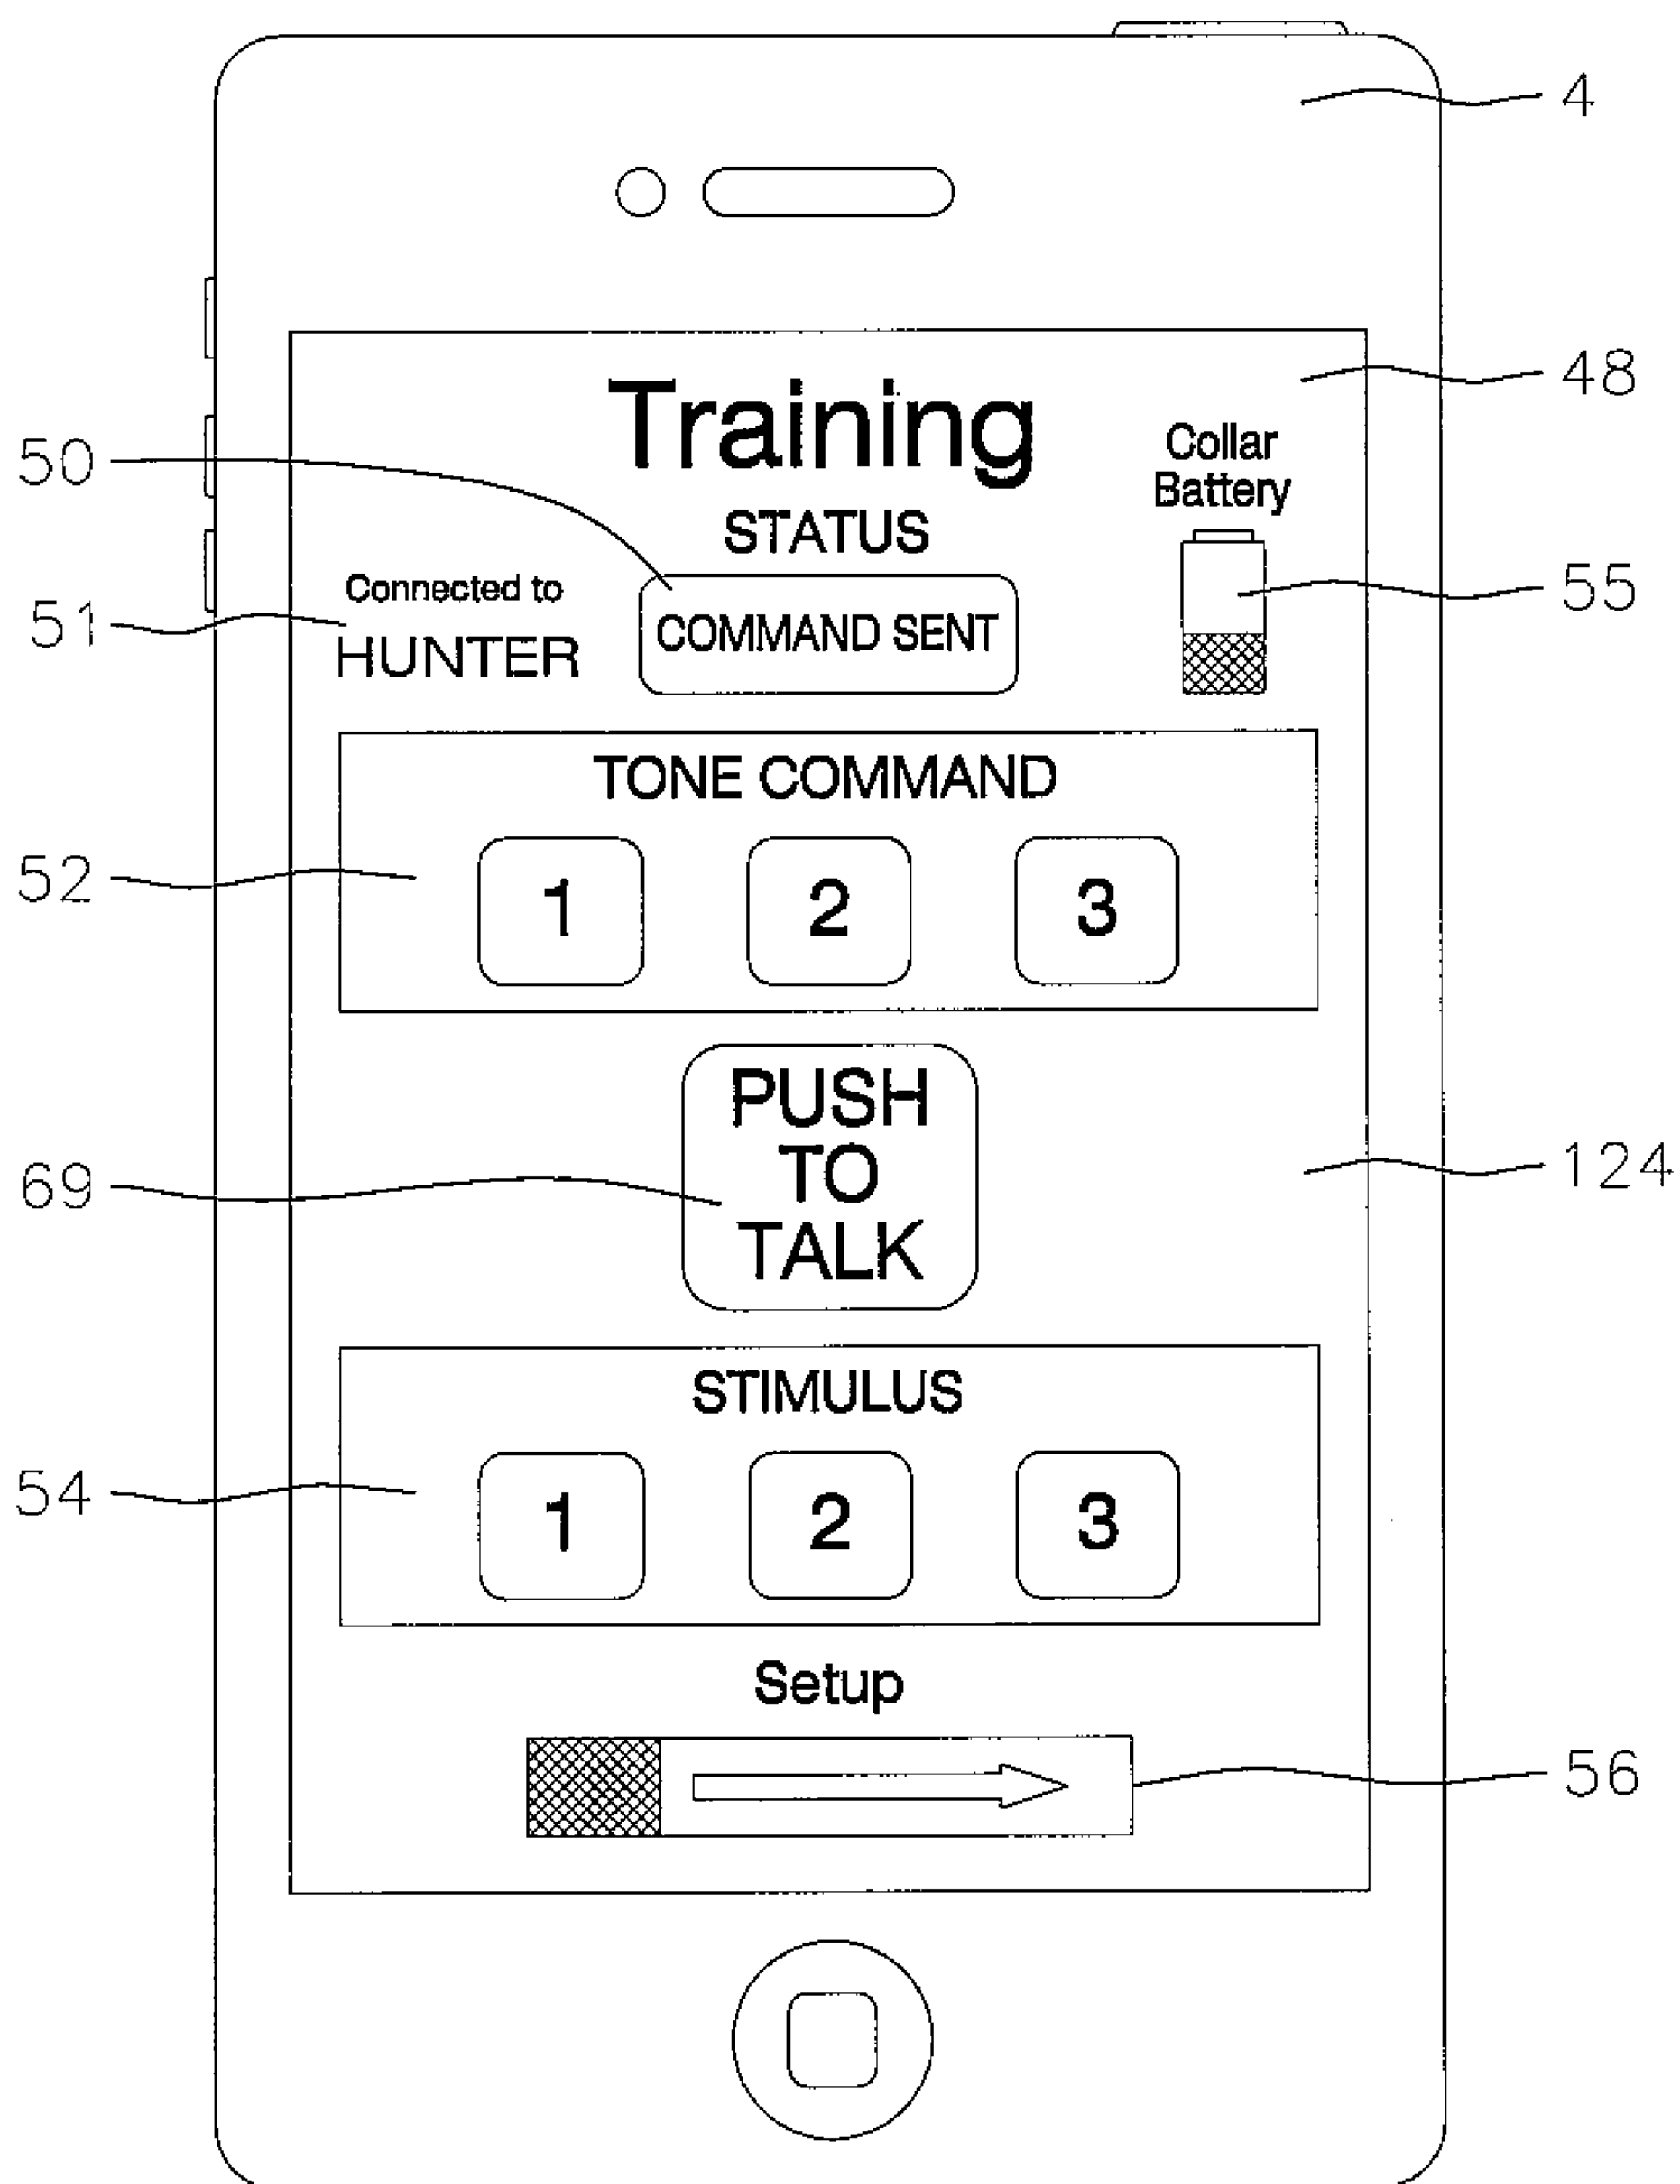 4
48
Training
Collar
Battery
50
STATUS
Connected to
COMMAND SENT
55
51
HUNTER
TONE COMMAND
52
1 2 3
PUSH
TO
TALK
69
124
STIMULUS
54
1 2 3
Setup
56